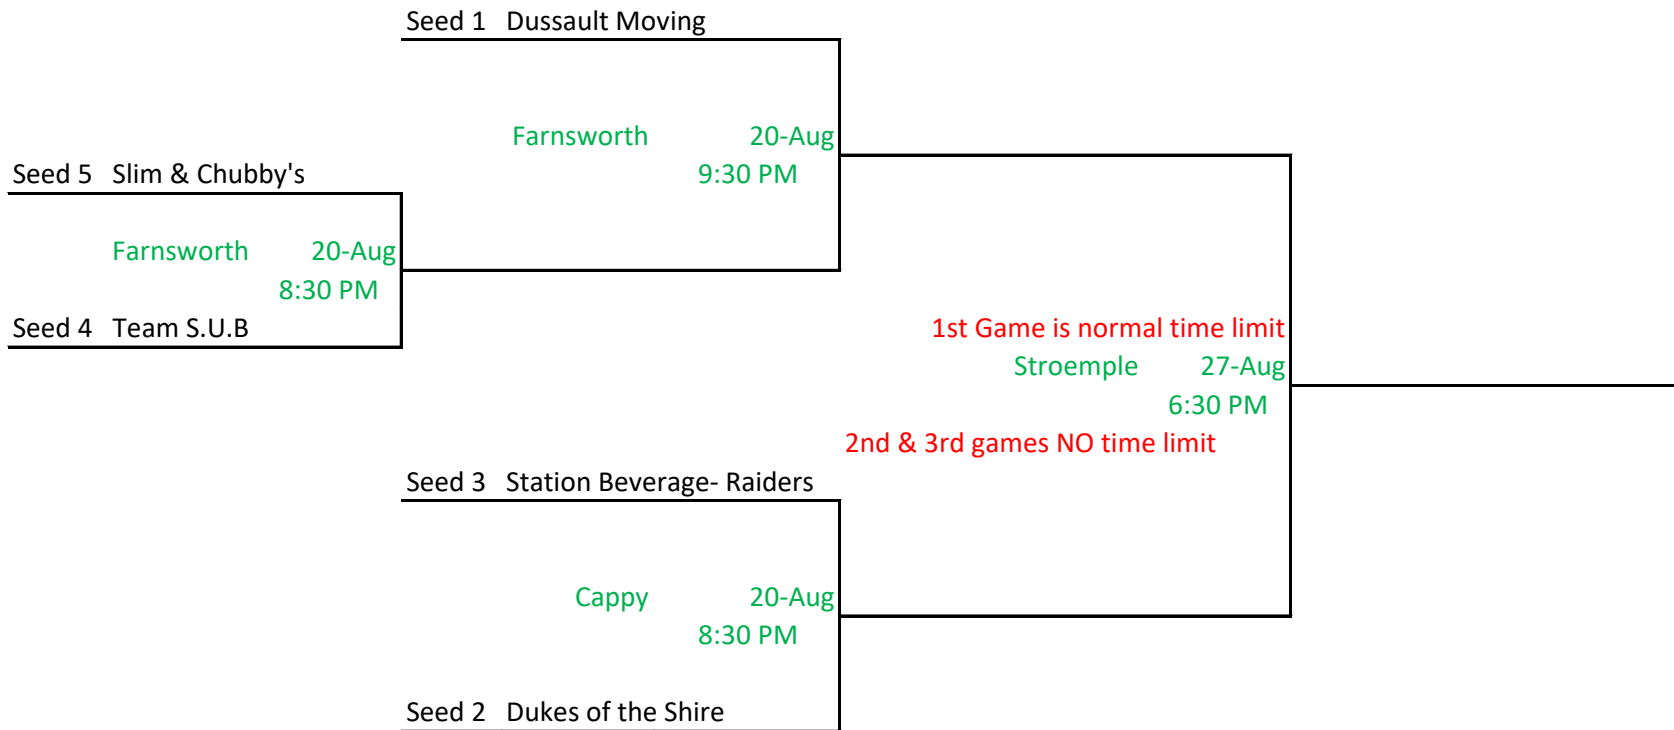 Seed 1 Dussault Moving
Farnsworth 20-Aug
9:30 PM
Seed 5 Slim & Chubby's
Farnsworth 20-Aug
8:30 PM
Seed 4 Team S.U.B
1st Game is normal time limit
Stroemple 27-Aug
6:30 PM
2nd & 3rd games NO time limit
Seed 3 Station Beverage- Raiders
Cappy 20-Aug
8:30 PM
Seed 2 Dukes of the Shire